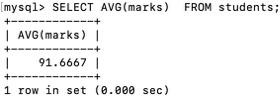 mysql> SELECT AVG(marks)  FROM students;
+------------+
| AVG(marks) |
+------------+
|    91.6667 |
+------------+
1 row in set (0.000 sec)